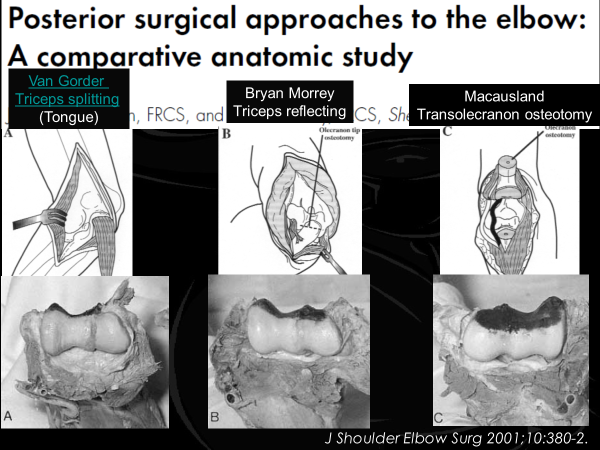 Posterior surgical approaches to the elbow:
A comparative anatomic study
Van Gorder
Triceps splitting
(Tongue)
Bryan Morrey
Triceps reflecting
Macausland
Transolecranon osteotomy
n, FRCS, and
CS, She
A
B
Olecranon tip
osteotomy
C
Olecranon
osteotomy
A
B
C
J Shoulder Elbow Surg 2001;10:380-2.